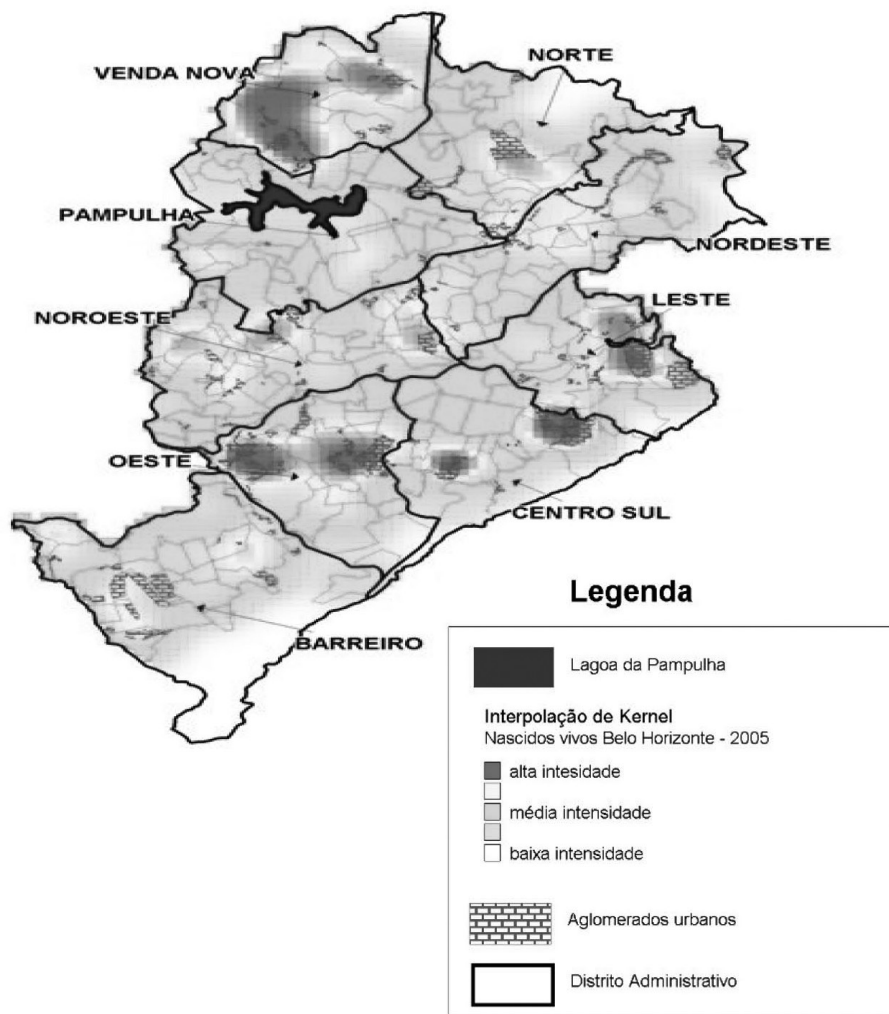 NORTE
VENDA NOVA
PAMPULHA
NORDESTE
LESTE
NOROESTE
OESTE
CENTRO SUL
BARREIRO
Legenda
Lagoa da Pampulha
Interpolação de Kernel
Nascidos vivos Belo Horizonte - 2005
alta intesidade
média intensidade
baixa intensidade
Aglomerados urbanos
Distrito Administrativo